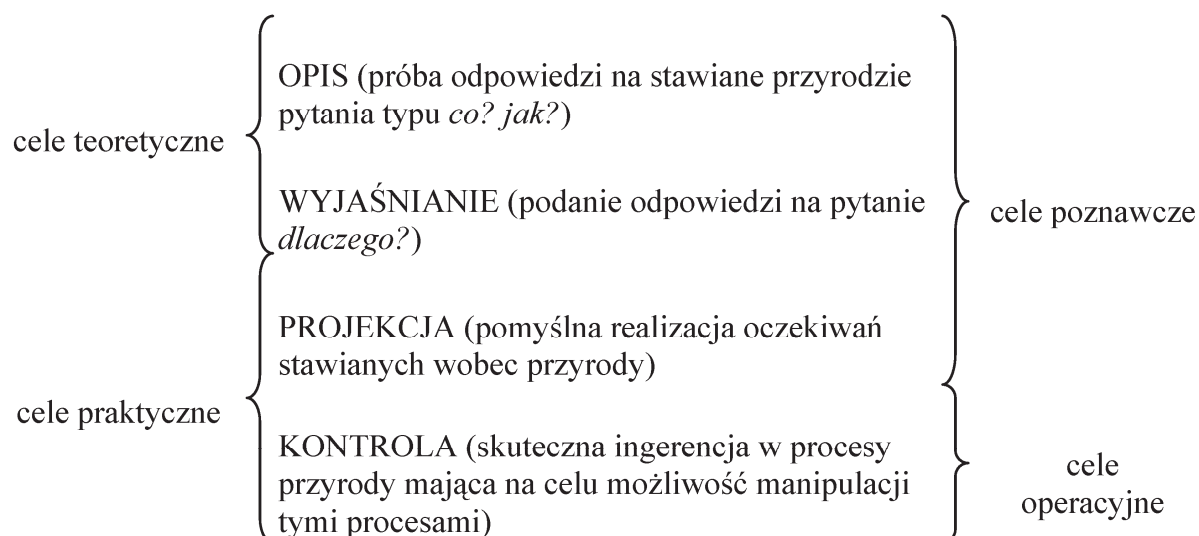 OPIS (próba odpowiedzi na stawiane przyrodzie
pytania typu co? jak?)
cele teoretyczne
WYJAŚNIANIE (podanie odpowiedzi na pytanie
dlaczego?)
cele poznawcze
PROJEKCJA (pomyślna realizacja oczekiwań
stawianych wobec przyrody)
cele praktyczne
KONTROLA (skuteczna ingerencja w procesy
przyrody mająca na celu możliwość manipulacji
tymi procesami)
cele
operacyjne